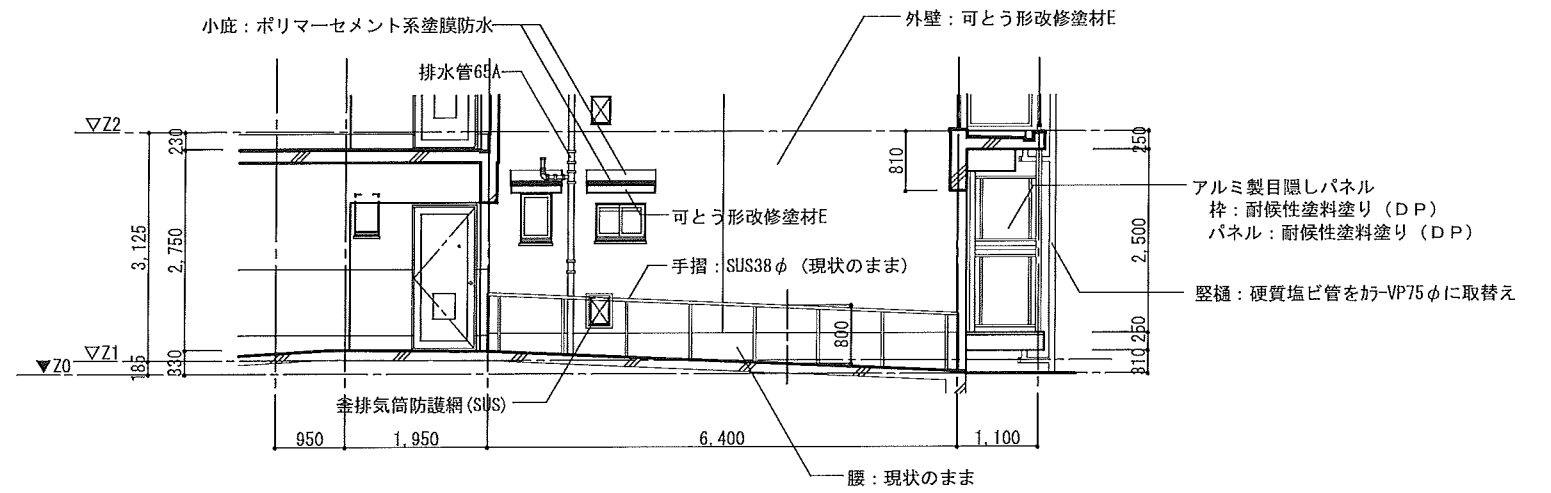 小庇：ポリマーセメント系塗膜防水
外壁：可とう形改修塗材E
排水管65A
▽Z2
230
810
250
アルミ製目隠しパネル
枠：耐候性塗料塗り（ＤＰ）
パネル：耐候性塗料塗り（ＤＰ）
可とう形改修塗材E
3,125
2,750
2,500
手摺：SUS38φ（現状のまま）
竪樋：硬質塩ビ管をｶﾗｰVP75φに取替え
800
250
▽Z1
▼Z0
185
330
310
釜排気筒防護網(SUS)
950
1,950
6,400
1,100
腰：現状のまま